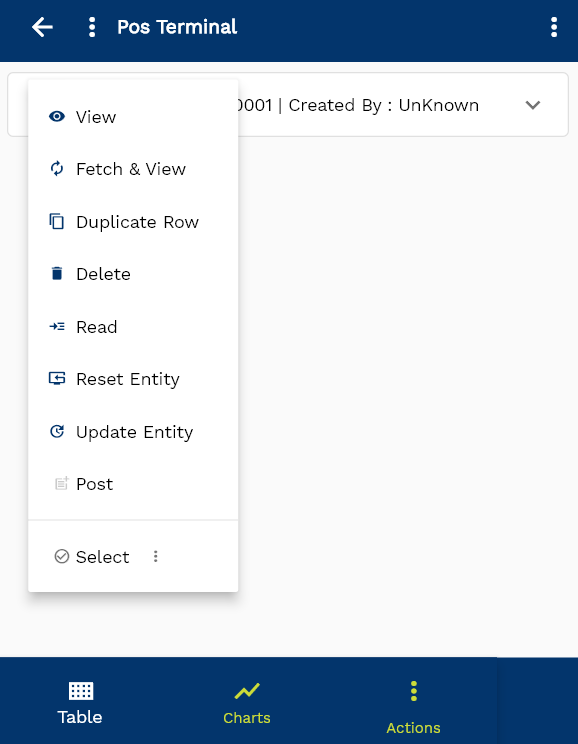 Pos Terminal
0001 | Created By : UnKnown
View
Fetch & View
Duplicate Row
Delete
Read
Reset Entity
Update Entity
Post
Select
Table
Charts
Actions